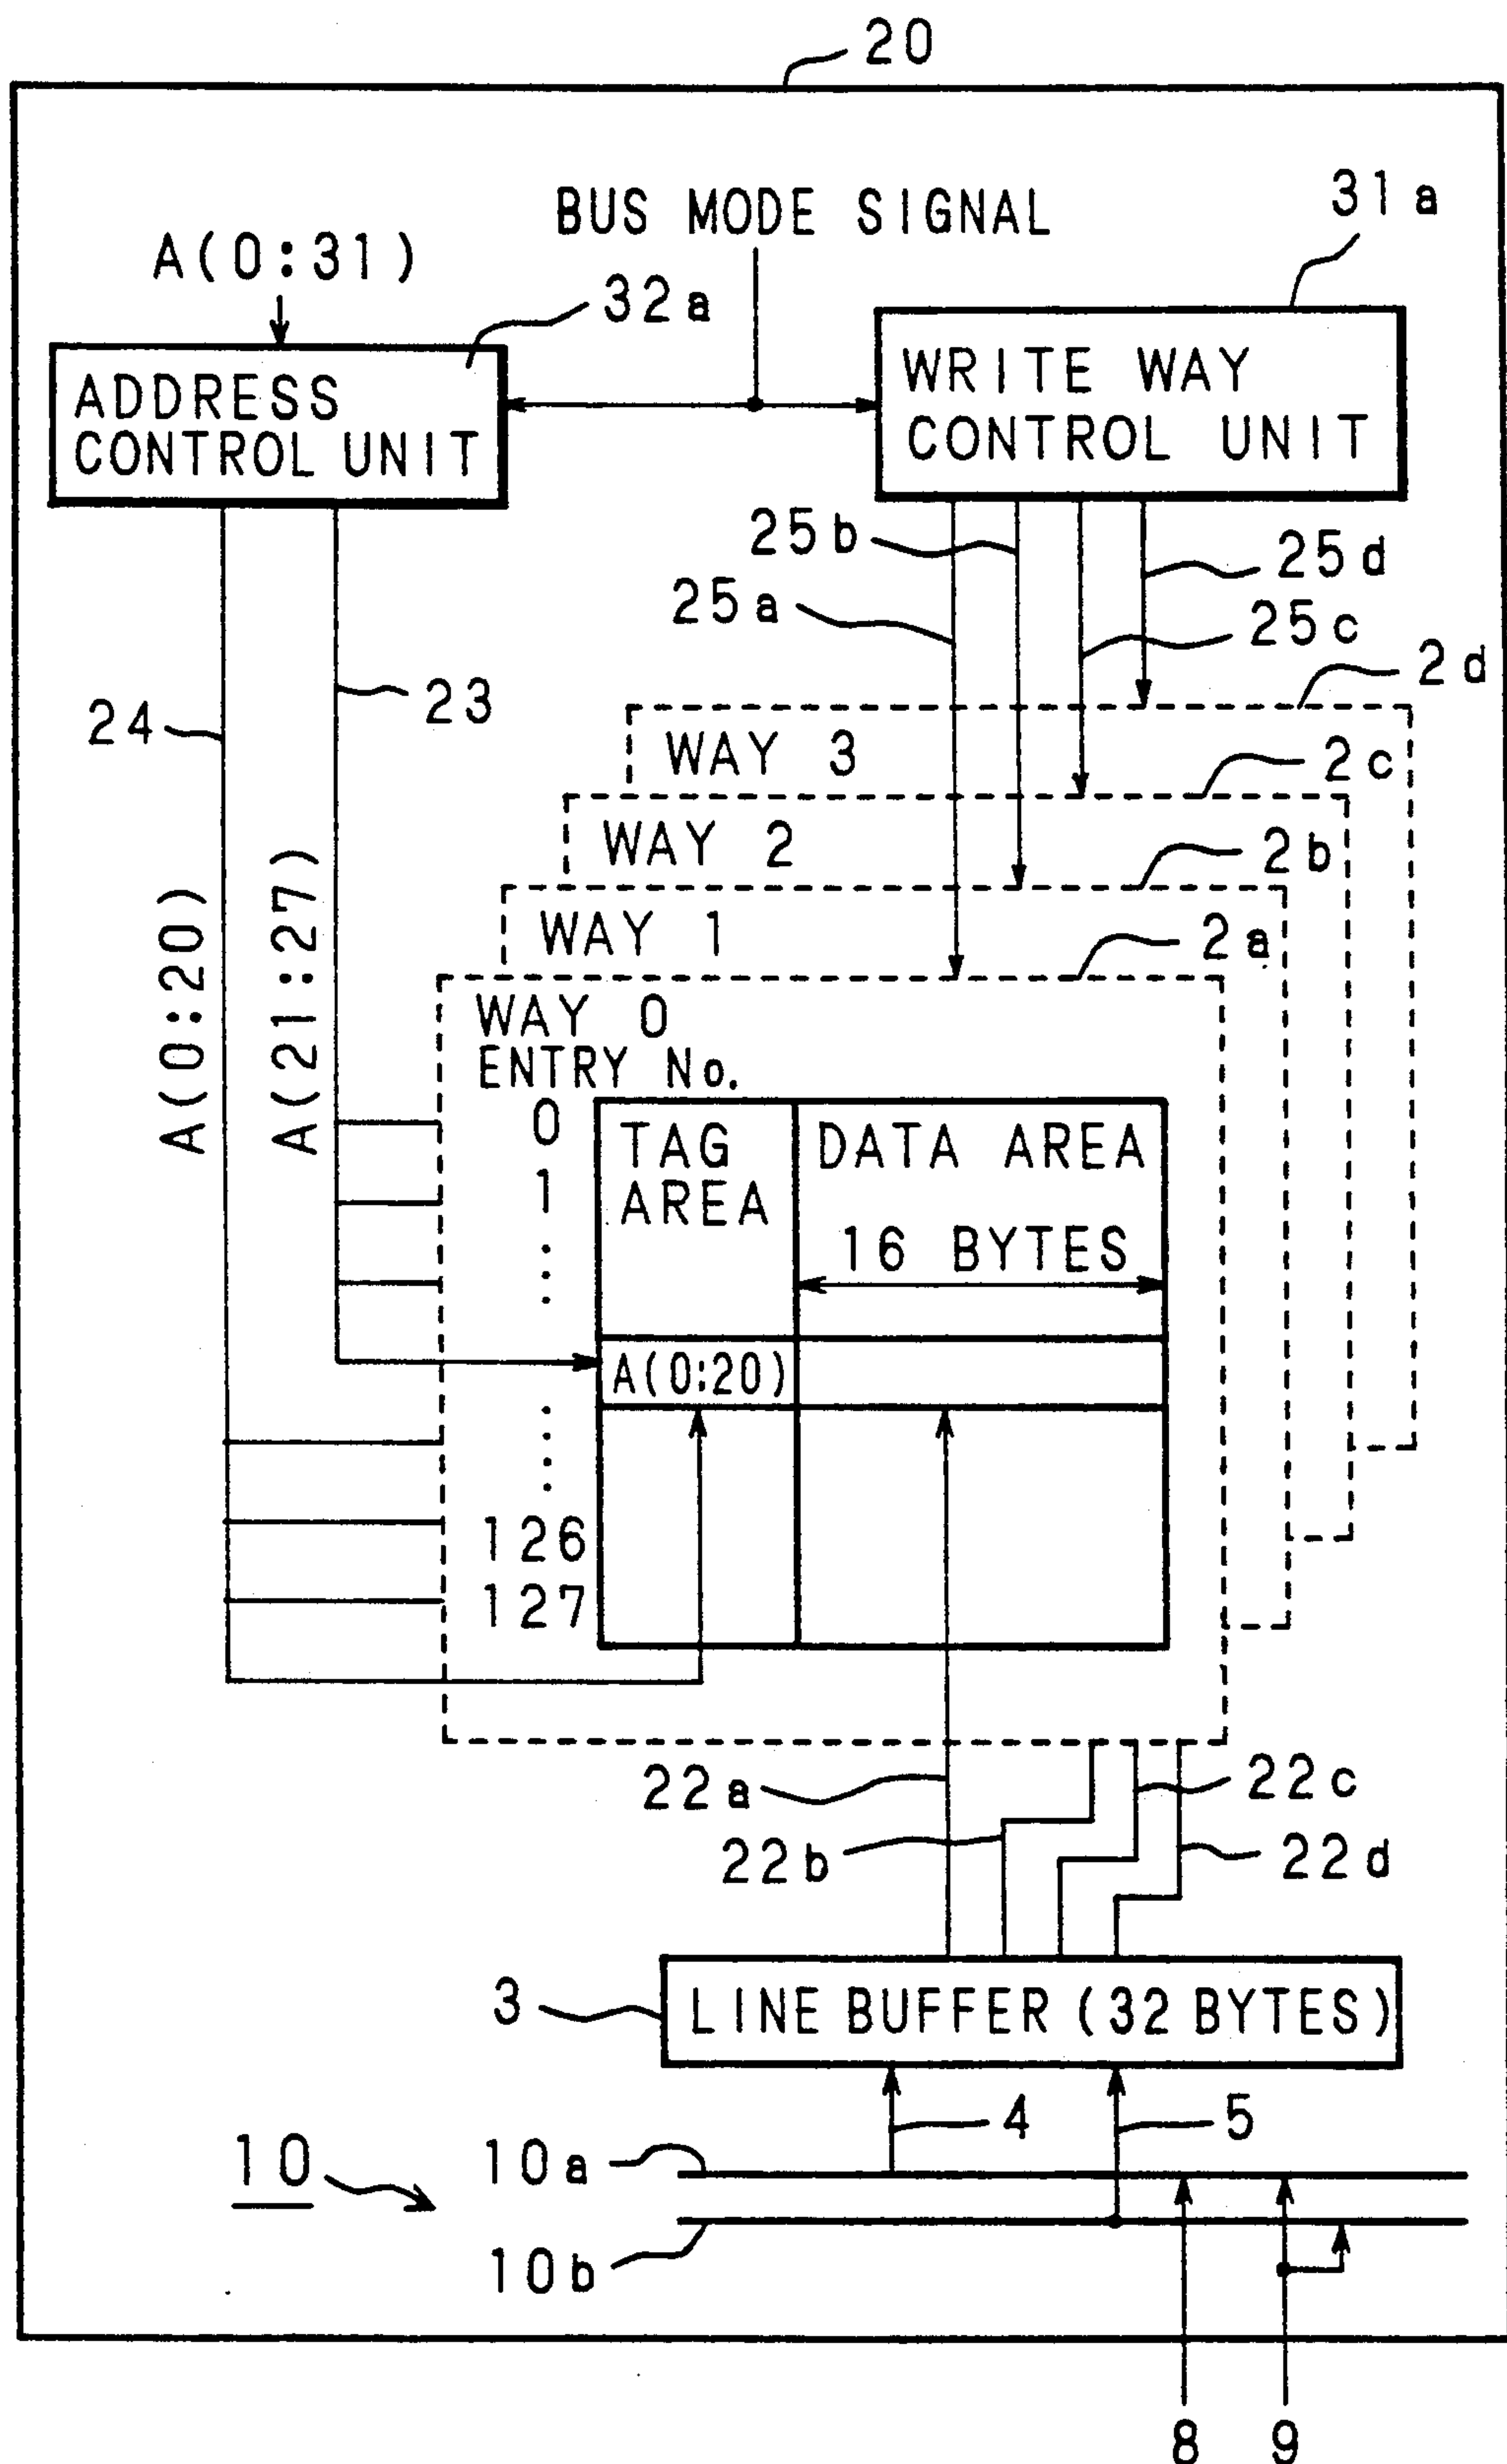 20
BUS MODE SIGNAL
31a
A(0:31)
32a
ADDRESS
CONTROL UNIT
WRITE WAY
CONTROL UNIT
25b
25d
25a
25c
2d
24
23
WAY 3
2c
WAY 2
2b
WAY 1
2a
A(0:20)
A(21:27)
WAY 0
ENTRY No.
0
1
TAG
AREA
DATA AREA
16 BYTES
A(0:20)
126
127
22a
22c
22b
22d
3
LINE BUFFER (32 BYTES)
4
5
10
10a
10b
8
9